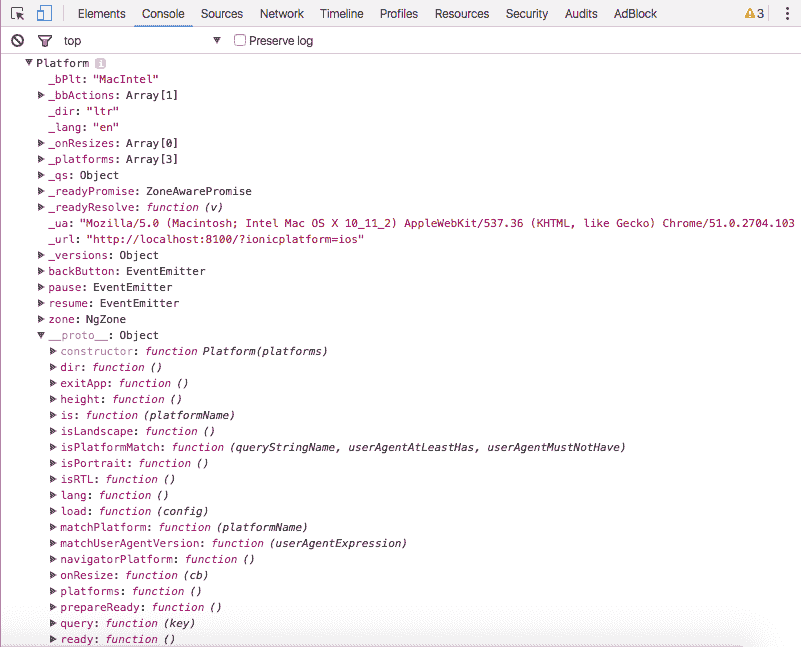 Elements Console Sources Network Timeline Profiles Resources Security Audits AdBlock 3
top Preserve log
Platform i
_bPlt: "MacIntel"
_bbActions: Array[1]
_dir: "ltr"
_lang: "en"
_onResizes: Array[0]
_platforms: Array[3]
_qs: Object
_readyPromise: ZoneAwarePromise
_readyResolve: function (v)
_ua: "Mozilla/5.0 (Macintosh; Intel Mac OS X 10_11_2) AppleWebKit/537.36 (KHTML, like Gecko) Chrome/51.0.2704.103
_url: "http://localhost:8100/?ionicplatform=ios"
_versions: Object
backButton: EventEmitter
pause: EventEmitter
resume: EventEmitter
zone: NgZone
__proto__: Object
constructor: function Platform(platforms)
dir: function ()
exitApp: function ()
height: function ()
is: function (platformName)
isLandscape: function ()
isPlatformMatch: function (queryStringName, userAgentAtLeastHas, userAgentMustNotHave)
isPortrait: function ()
isRTL: function ()
lang: function ()
load: function (config)
matchPlatform: function (platformName)
matchUserAgentVersion: function (userAgentExpression)
navigatorPlatform: function ()
onResize: function (cb)
platforms: function ()
prepareReady: function ()
query: function (key)
ready: function ()